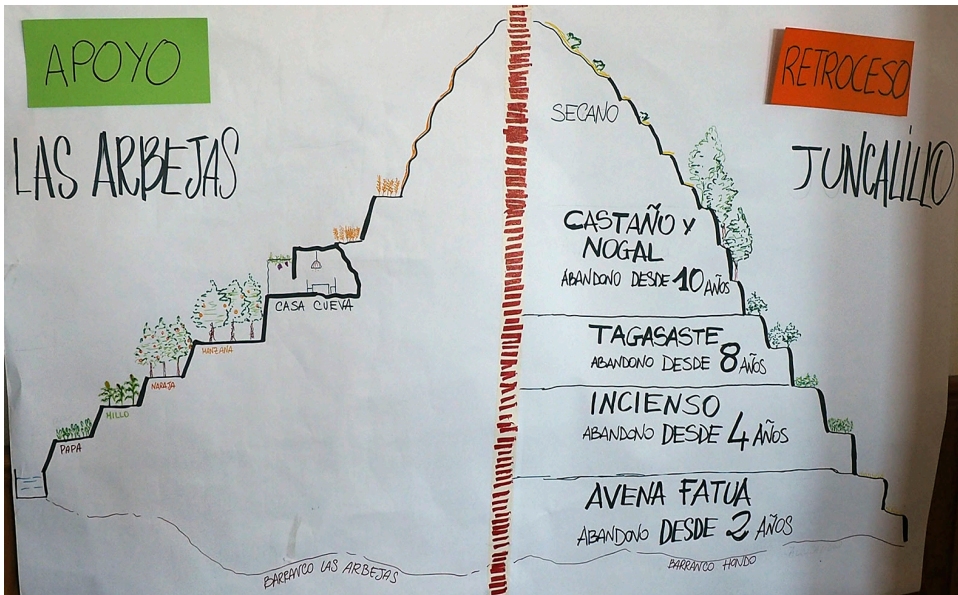 APOYO
LAS ARBEJAS
CASA CUEVA
MANZANA
NARAJA
MILLO
PAPA
BARRANCO LAS ARBEJAS
RETROCESO
JUNCALILLO
SECANO
CASTAÑO Y
NOGAL
ABANDONO DESDE 10 AÑOS
TAGASASTE
ABANDONO DESDE 8 AÑOS
INCIENSO
ABANDONO DESDE 4 AÑOS
AVENA FATUA
ABANDONO DESDE 2 AÑOS
BARRANCO HONDO